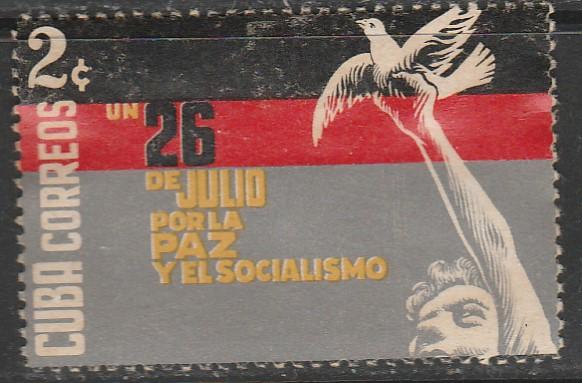 2¢
CUBA CORREOS
UN 26
DE JULIO
POR LA
PAZ
Y EL SOCIALISMO